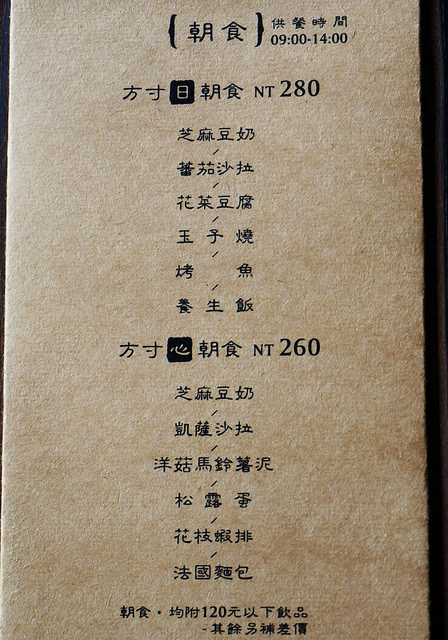 【朝食】供餐時間
09:00-14:00
方寸日朝食 NT 280
芝麻豆奶
/
蕃茄沙拉
/
花菜豆腐
/
玉子燒
/
烤魚
/
養生飯
方寸心朝食 NT 260
芝麻豆奶
/
凱薩沙拉
/
洋菇馬鈴薯泥
/
松露蛋
/
花枝蝦排
/
法國麵包
朝食・均附120元以下飲品
-其餘另補差價